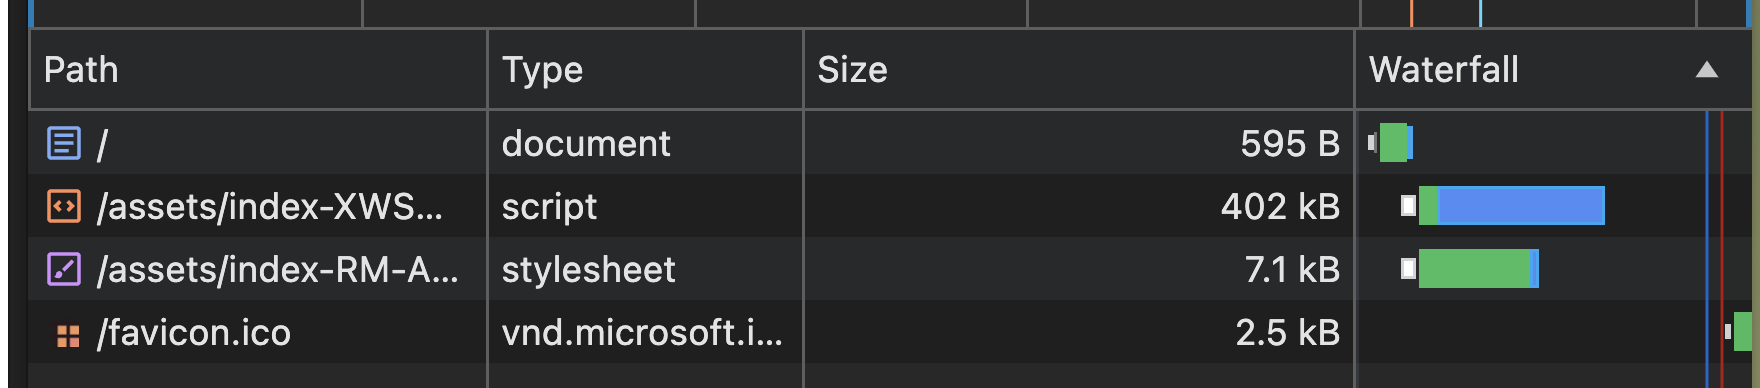 Path Type Size Waterfall
/ document 595 B
/assets/index-XWS... script 402 kB
/assets/index-RM-A... stylesheet 7.1 kB
/favicon.ico vnd.microsoft.i... 2.5 kB